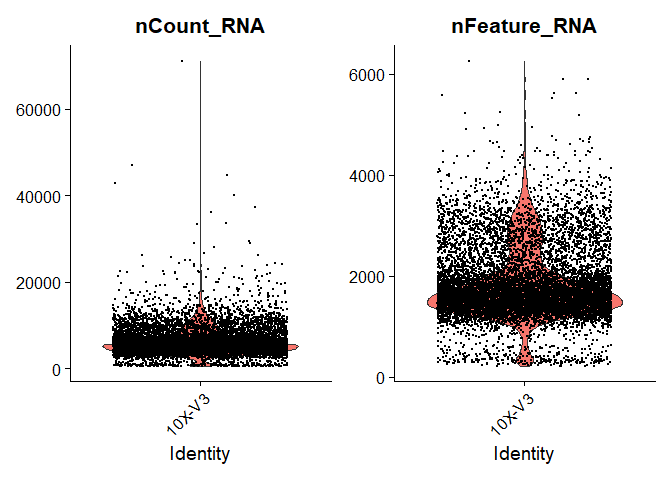 nCount_RNA
60000
40000
20000
0
10X-V3
Identity
nFeature_RNA
6000
4000
2000
0
10X-V3
Identity